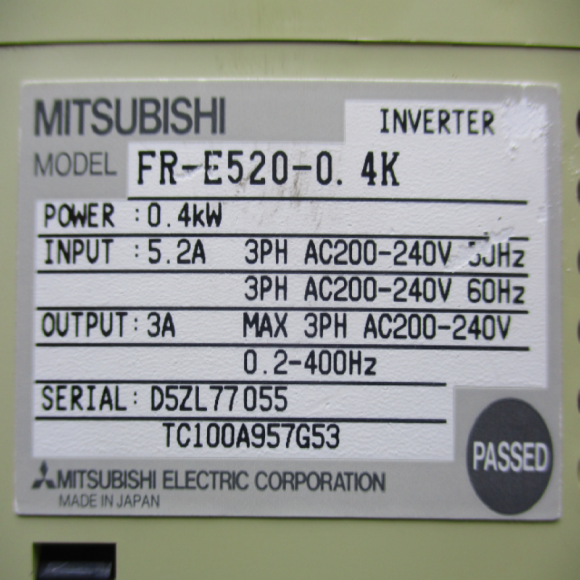 MITSUBISHI INVERTER
MODEL FR-E520-0.4K
POWER : 0.4kW
INPUT : 5.2A 3PH AC200-240V 50Hz
3PH AC200-240V 60Hz
OUTPUT: 3A MAX 3PH AC200-240V
0.2-400Hz
SERIAL: D5ZL77055
TC100A957G53
PASSED
MITSUBISHI ELECTRIC CORPORATION
MADE IN JAPAN